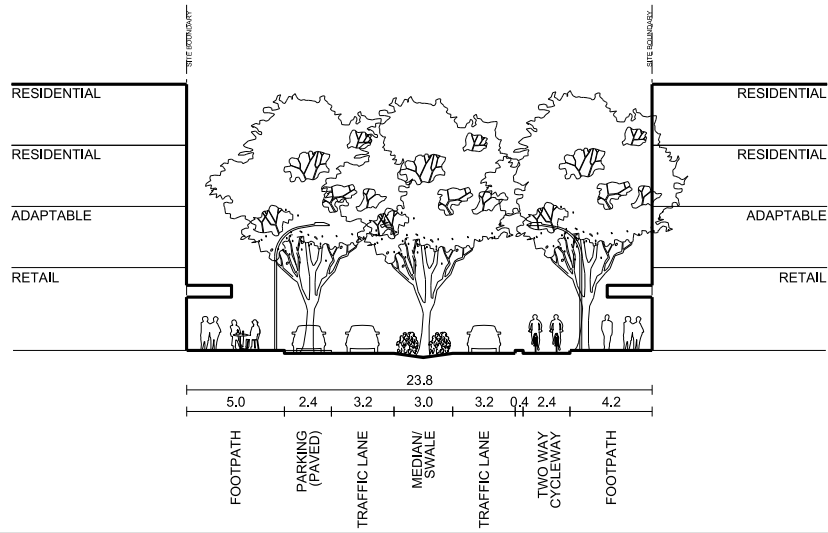 SITE BOUNDARY
SITE BOUNDARY
RESIDENTIAL
RESIDENTIAL
RESIDENTIAL
RESIDENTIAL
ADAPTABLE
ADAPTABLE
RETAIL
RETAIL
23.8
5.0
2.4
3.2
3.0
3.2
0.4
2.4
4.2
FOOTPATH
PARKING
(PAVED)
TRAFFIC LANE
MEDIAN/
SWALE
TRAFFIC LANE
TWO WAY
CYCLEWAY
FOOTPATH